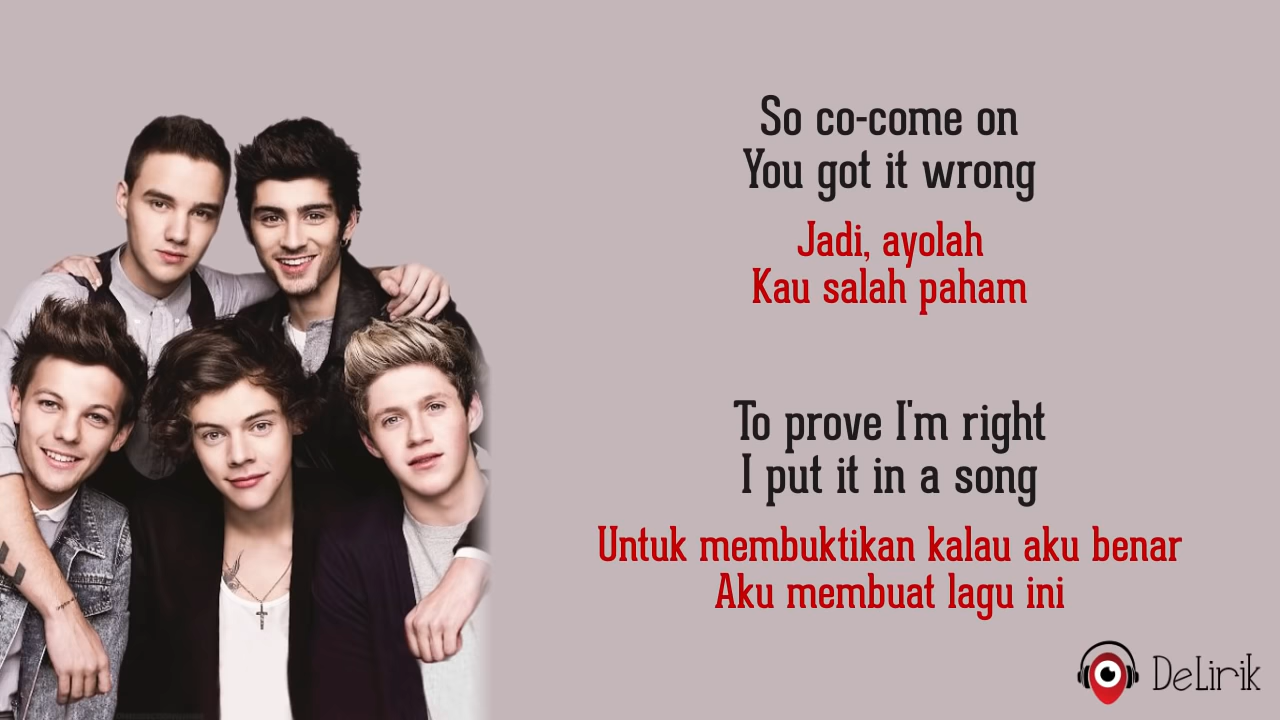 So co-come on
You got it wrong
Jadi, ayolah
Kau salah paham
To prove I'm right
I put it in a song
Untuk membuktikan kalau aku benar
Aku membuat lagu ini
DeLirik